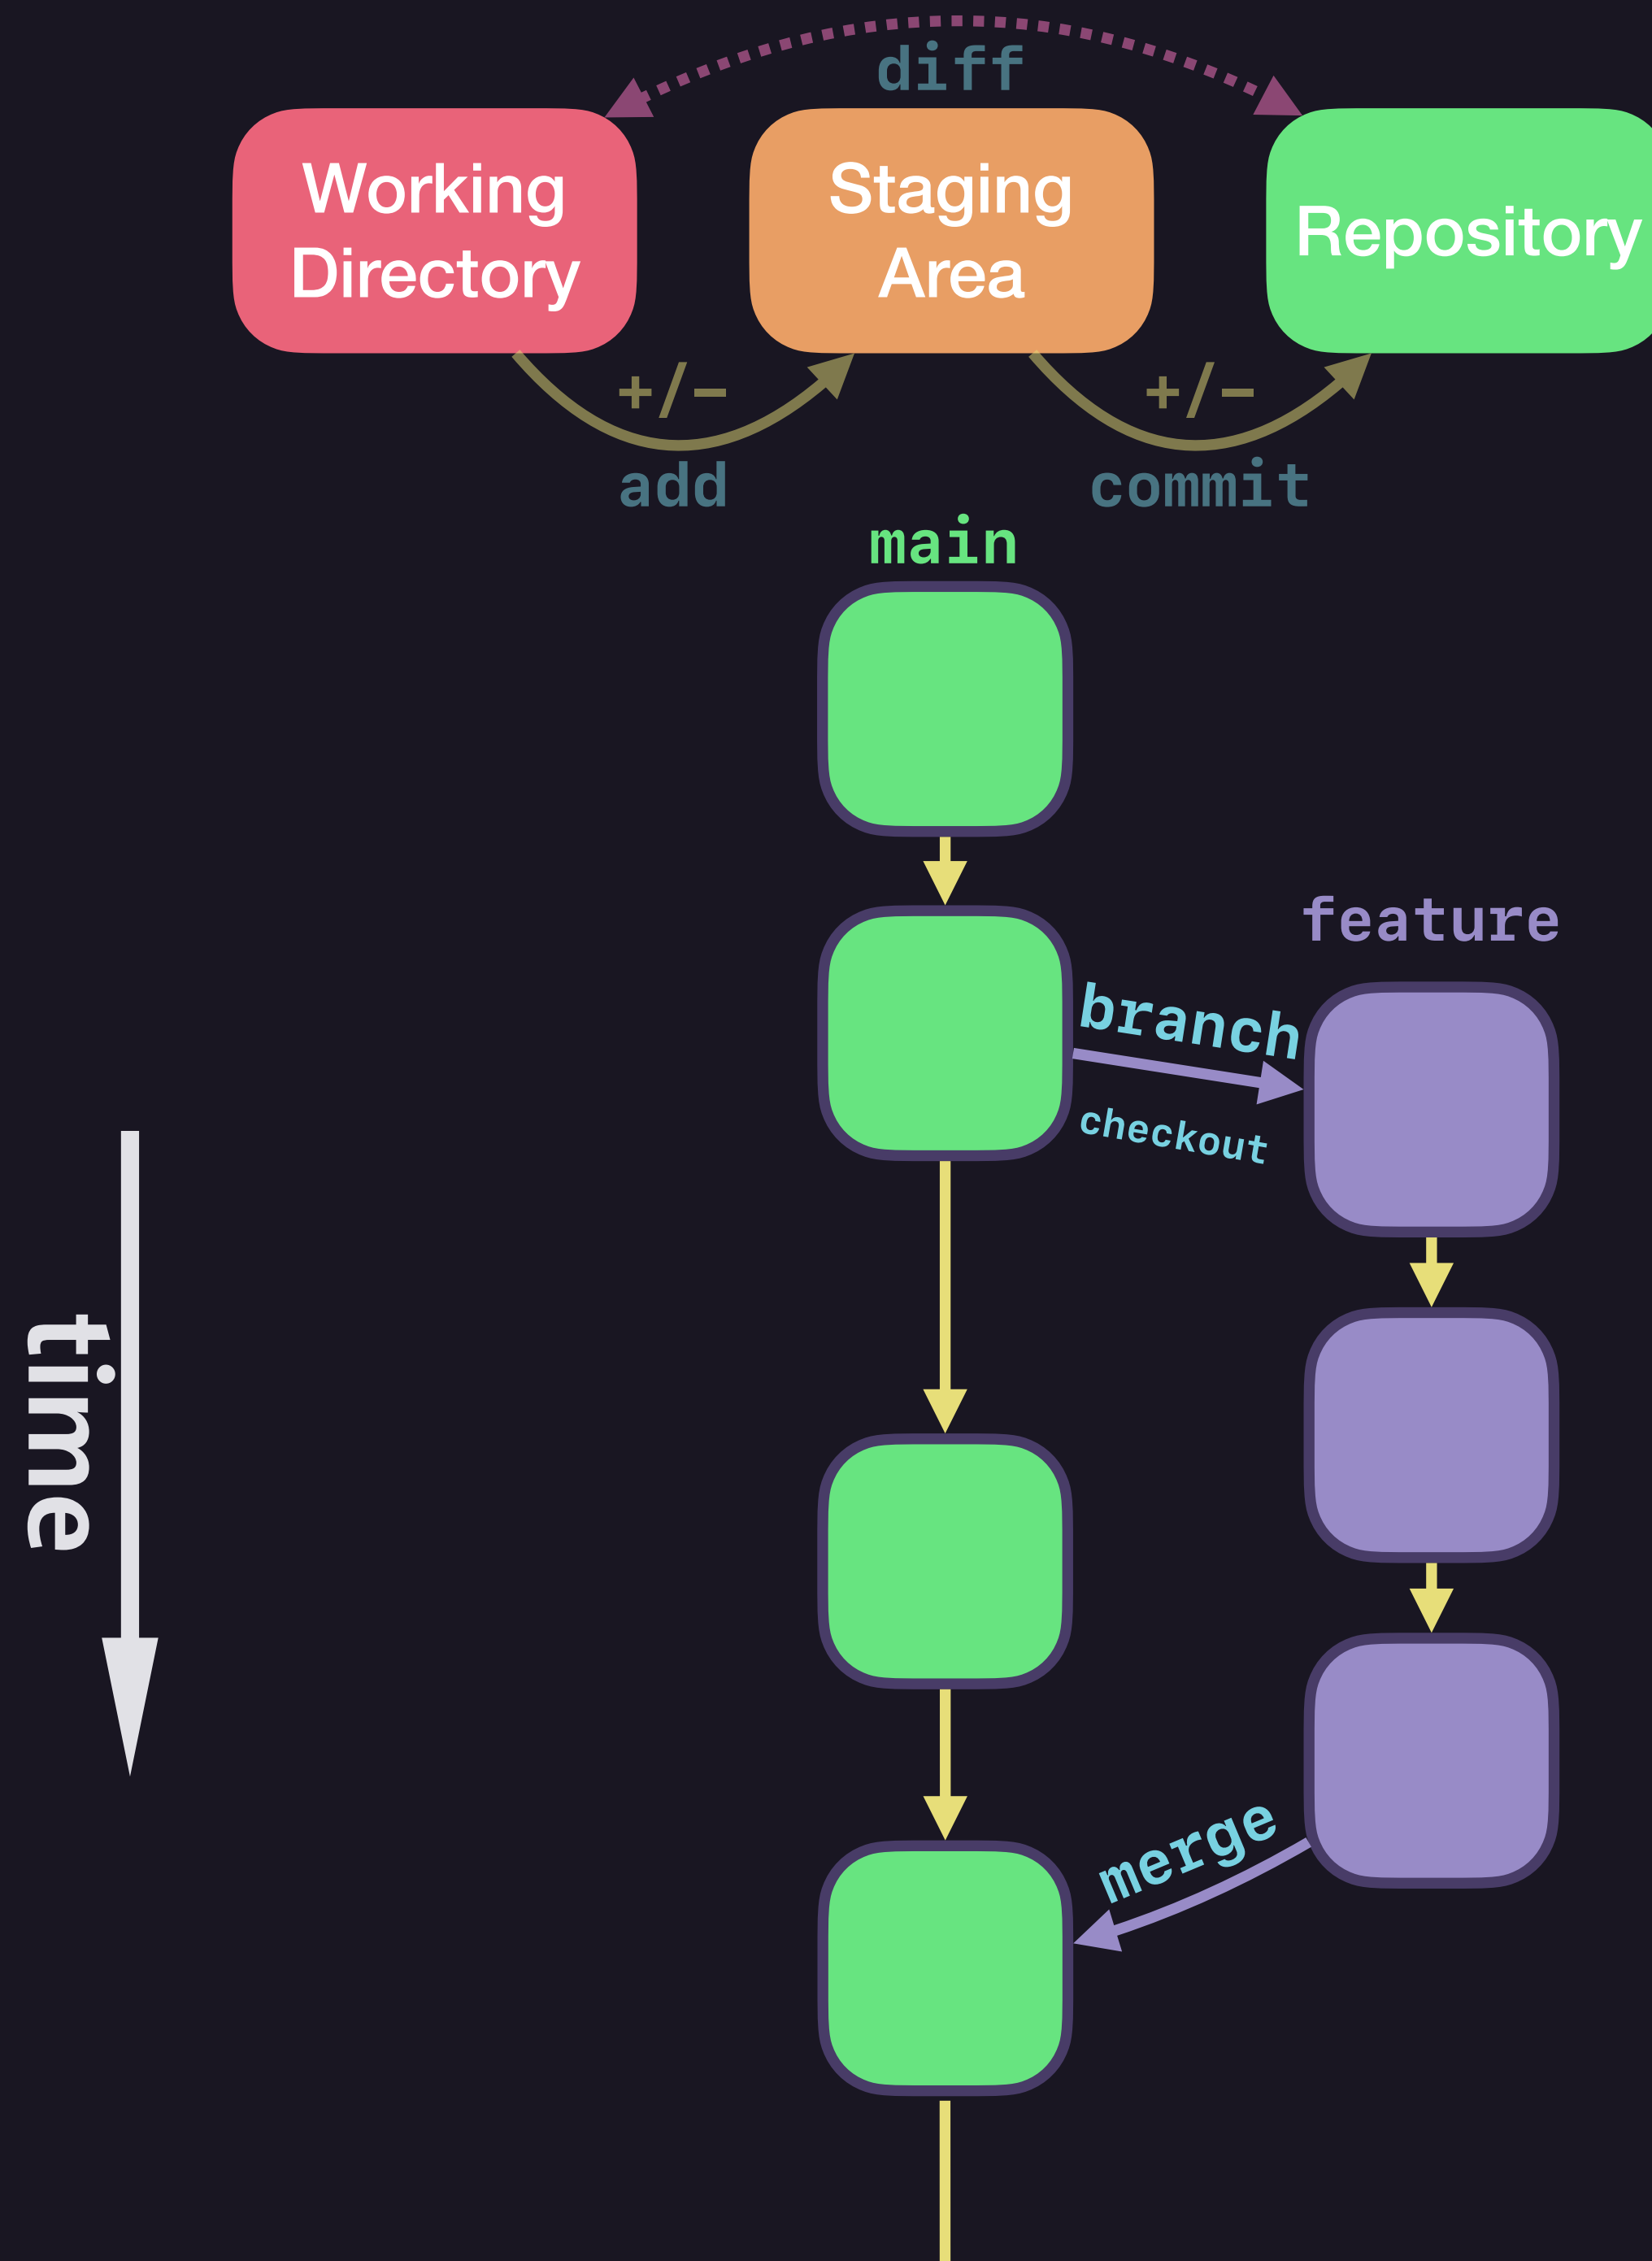 diff
Working
Directory
Staging
Area
Repository
+/-
+/-
add
commit
main
feature
branch
checkout
time
merge